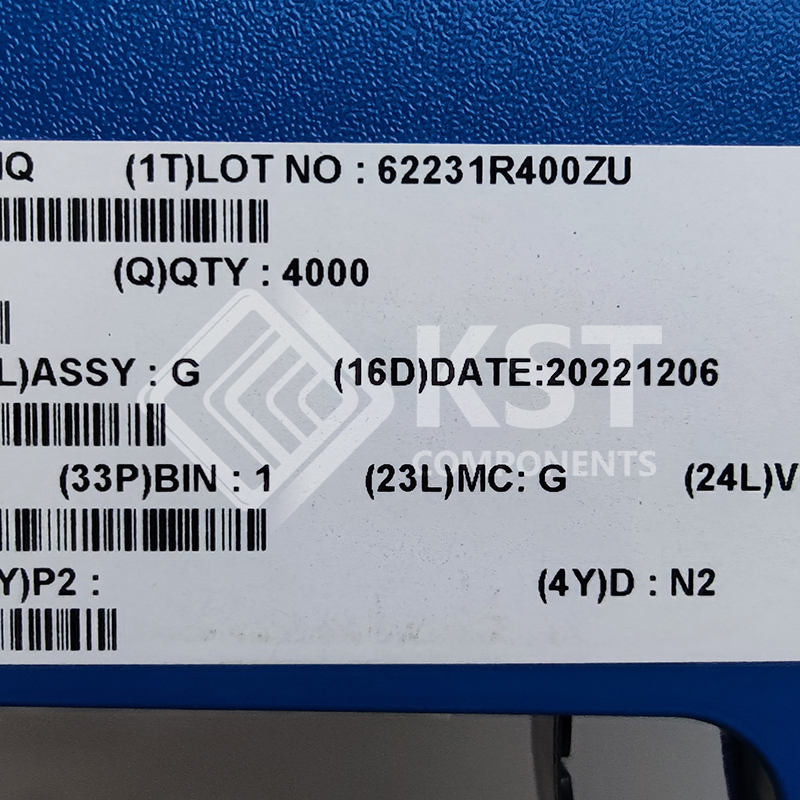 IQ (1T)LOT NO : 62231R400ZU
(Q)QTY : 4000
L)ASSY : G (16D)DATE:20221206
(33P)BIN : 1 (23L)MC: G (24L)V
Y)P2 : (4Y)D : N2
KST
COMPONENTS